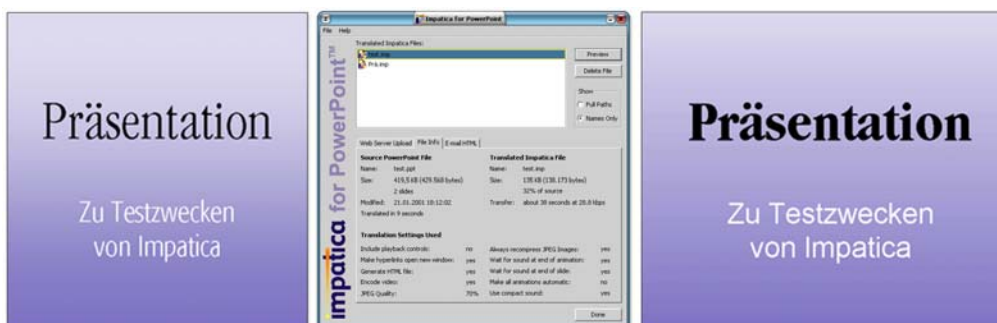 Präsentation
Zu Testzwecken
von Impatica
Impatica for PowerPoint
File Help
impatica for PowerPoint™
Translated Impatica Files:
test.imp
Prä.imp
Preview
Delete File
Show
Full Paths
Names Only
Web Server Upload File Info E-mail HTML
Source PowerPoint File
Name: test.ppt
Size: 419,5 KB (429.568 bytes)
2 slides
Modified: 21.01.2001 18:12:02
Translated in 9 seconds
Translated Impatica File
Name: test.imp
Size: 135 KB (138.173 bytes)
32% of source
Transfer: about 38 seconds at 28.8 kbps
Translation Settings Used
Include playback controls: no
Make hyperlinks open new window: yes
Generate HTML file: yes
Encode video: yes
JPEG Quality: 70%
Always recompress JPEG Images: yes
Wait for sound at end of animation: yes
Wait for sound at end of slide: yes
Make all animations automatic: no
Use compact sound: yes
Done
Präsentation
Zu Testzwecken
von Impatica